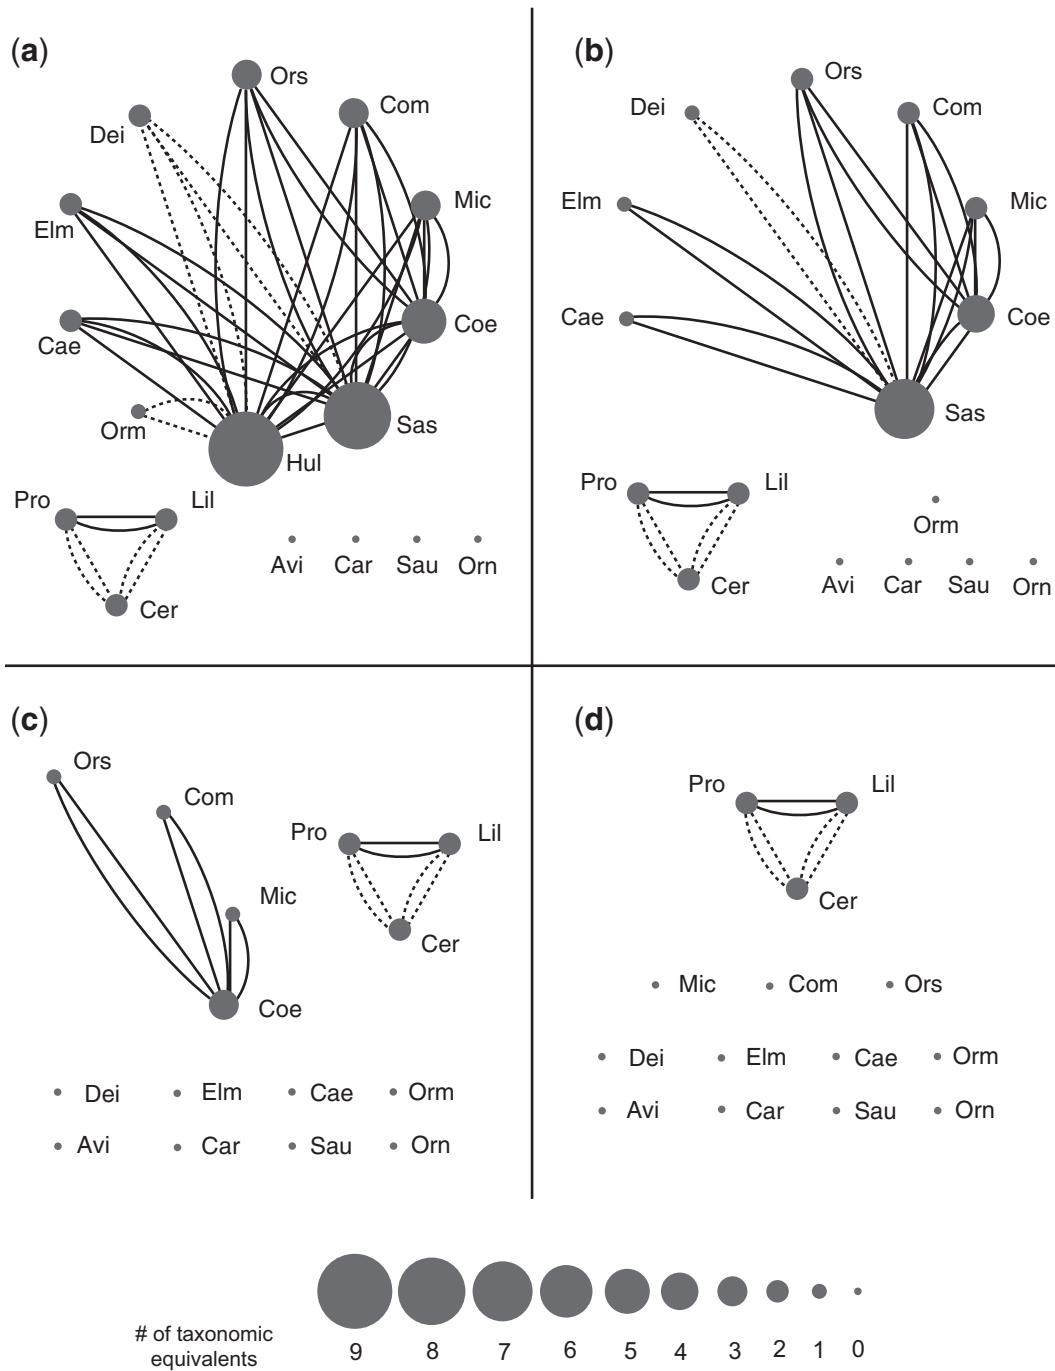 (a)
Ors
Com
Dei
Mic
Elm
Coe
Cae
Sas
Orm
Hul
Pro
Lil
Cer
Avi
Car
Sau
Orn
(b)
Ors
Dei
Com
Elm
Mic
Cae
Coe
Sas
Pro
Lil
Cer
Orm
Avi
Car
Sau
Orn
(c)
Ors
Com
Mic
Coe
Pro
Lil
Cer
Dei Elm Cae Orm
Avi Car Sau Orn
(d)
Pro
Lil
Cer
Mic Com Ors
Dei Elm Cae Orm
Avi Car Sau Orn
# of taxonomic
equivalents
9 8 7 6 5 4 3 2 1 0